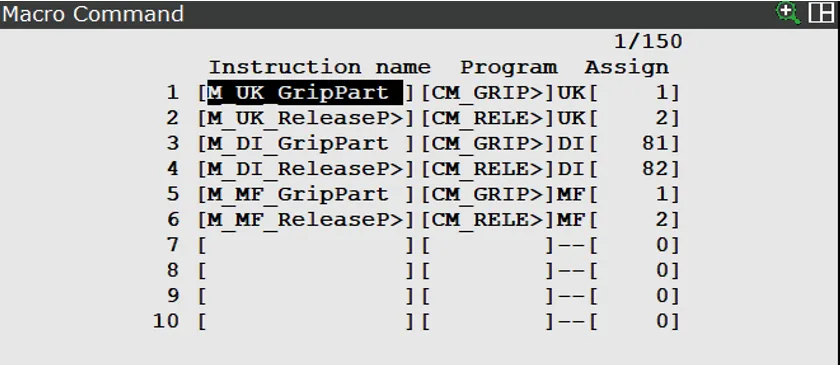 Macro Command
1/150
Instruction name Program Assign
1 [M_UK_GripPart ][CM_GRIP>]UK[ 1]
2 [M_UK_ReleaseP>][CM_RELE>]UK[ 2]
3 [M_DI_GripPart ][CM_GRIP>]DI[ 81]
4 [M_DI_ReleaseP>][CM_RELE>]DI[ 82]
5 [M_MF_GripPart ][CM_GRIP>]MF[ 1]
6 [M_MF_ReleaseP>][CM_RELE>]MF[ 2]
7 [ ][ ]--[ 0]
8 [ ][ ]--[ 0]
9 [ ][ ]--[ 0]
10 [ ][ ]--[ 0]